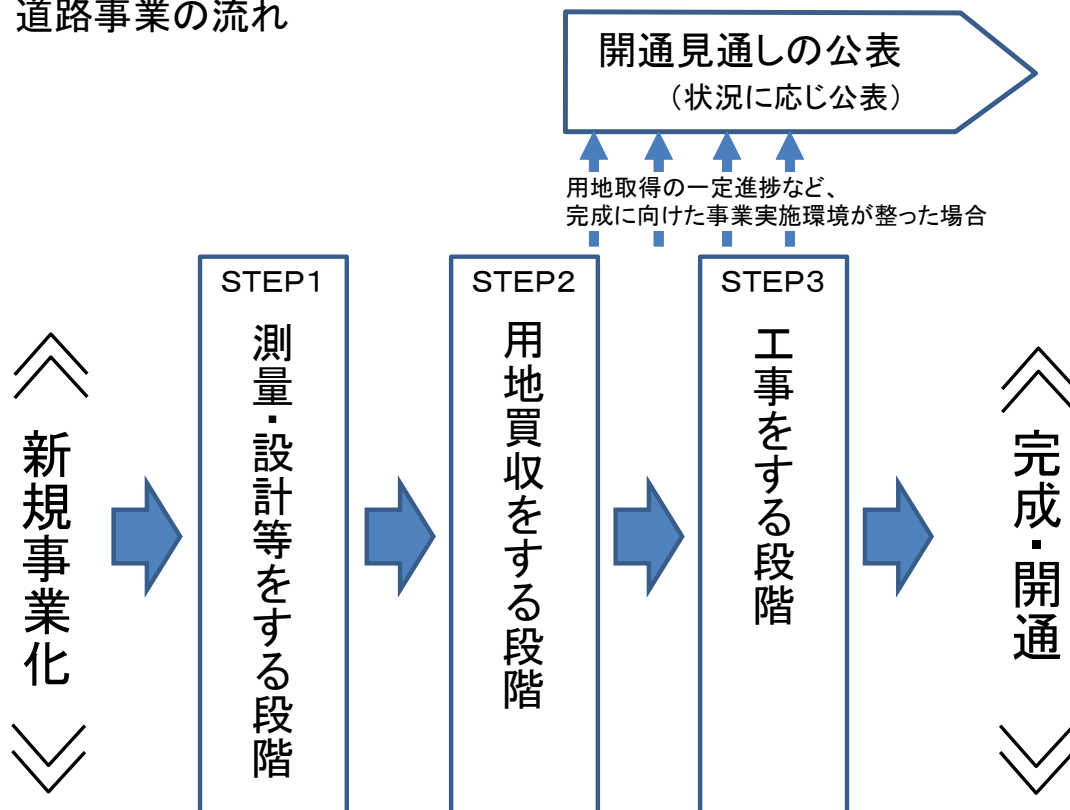 道路事業の流れ
開通見通しの公表
（状況に応じ公表）
用地取得の一定進捗など、
完成に向けた事業実施環境が整った場合
新規事業化
STEP1
測量・設計等をする段階
STEP2
用地買収をする段階
STEP3
工事をする段階
完成・開通